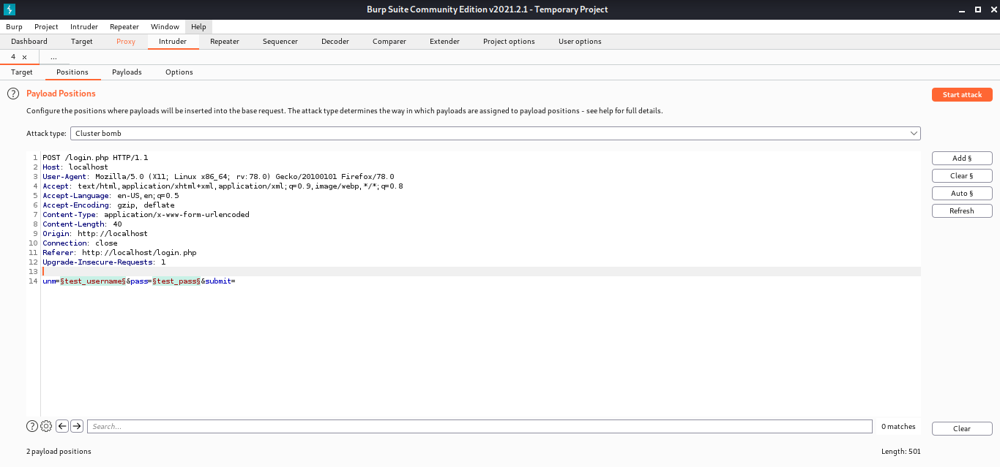 Burp Suite Community Edition v2021.2.1 - Temporary Project
Burp Project Intruder Repeater Window Help
Dashboard Target Proxy Intruder Repeater Sequencer Decoder Comparer Extender Project options User options
4 × ...
Target Positions Payloads Options
? Payload Positions
Start attack
Configure the positions where payloads will be inserted into the base request. The attack type determines the way in which payloads are assigned to payload positions - see help for full details.
Attack type: Cluster bomb
1 POST /login.php HTTP/1.1
2 Host: localhost
3 User-Agent: Mozilla/5.0 (X11; Linux x86_64; rv:78.0) Gecko/20100101 Firefox/78.0
4 Accept: text/html,application/xhtml+xml,application/xml;q=0.9,image/webp,*/*;q=0.8
5 Accept-Language: en-US,en;q=0.5
6 Accept-Encoding: gzip, deflate
7 Content-Type: application/x-www-form-urlencoded
8 Content-Length: 40
9 Origin: http://localhost
10 Connection: close
11 Referer: http://localhost/login.php
12 Upgrade-Insecure-Requests: 1
13
14 unm=§test_username§&pass=§test_pass§&submit=
Add §
Clear §
Auto §
Refresh
? Search... 0 matches
Clear
2 payload positions
Length: 501